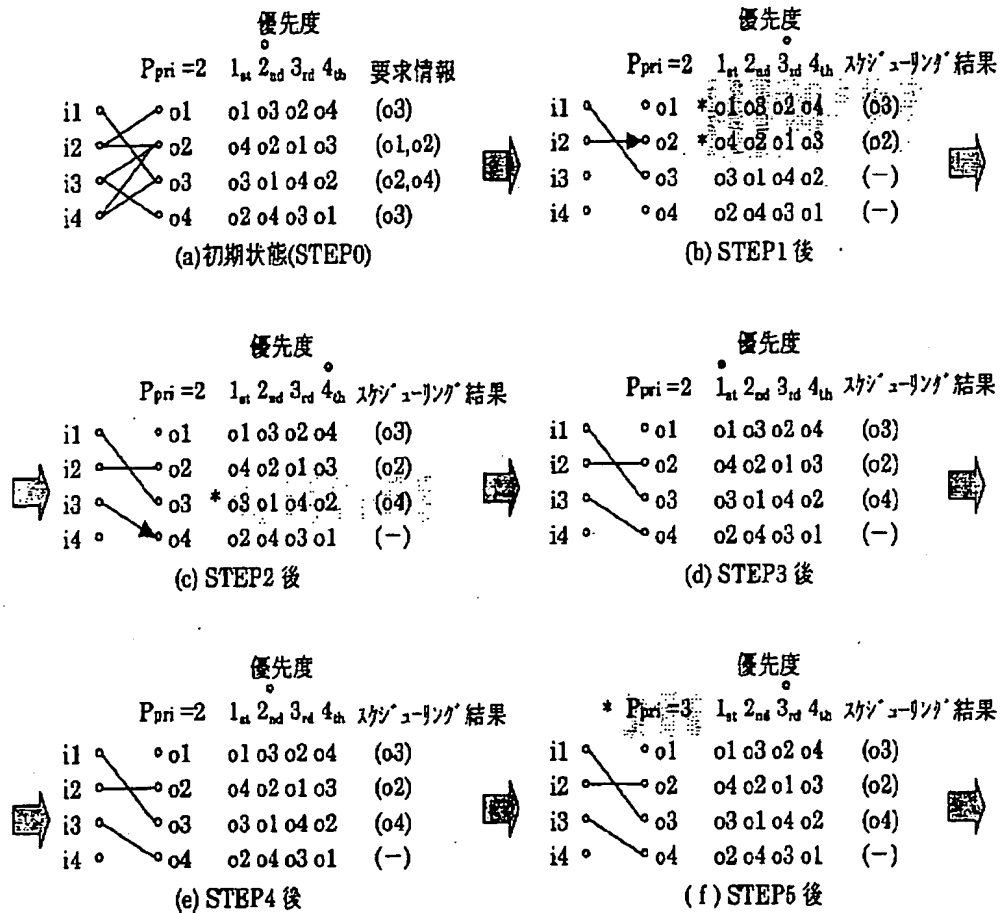 優先度
Ppri =2 1st 2nd 3rd 4th 要求情報
i1 o1 o1 o3 o2 o4 (o3)
i2 o2 o4 o2 o1 o3 (o1,o2)
i3 o3 o3 o1 o4 o2 (o2,o4)
i4 o4 o2 o4 o3 o1 (o3)
(a)初期状態(STEP0)
優先度
Ppri =2 1st 2nd 3rd 4th スケジューリング結果
i1 o1 * o1 o3 o2 o4 (o3)
i2 o2 * o4 o2 o1 o3 (o2)
i3 o3 o3 o1 o4 o2 (-)
i4 o4 o2 o4 o3 o1 (-)
(b) STEP1 後
優先度
Ppri =2 1st 2nd 3rd 4th スケジューリング結果
i1 o1 o1 o3 o2 o4 (o3)
i2 o2 o4 o2 o1 o3 (o2)
i3 o3 * o3 o1 o4 o2 (o4)
i4 o4 o2 o4 o3 o1 (-)
(c) STEP2 後
優先度
Ppri =2 1st 2nd 3rd 4th スケジューリング結果
i1 o1 o1 o3 o2 o4 (o3)
i2 o2 o4 o2 o1 o3 (o2)
i3 o3 o3 o1 o4 o2 (o4)
i4 o4 o2 o4 o3 o1 (-)
(d) STEP3 後
優先度
Ppri =2 1st 2nd 3rd 4th スケジューリング結果
i1 o1 o1 o3 o2 o4 (o3)
i2 o2 o4 o2 o1 o3 (o2)
i3 o3 o3 o1 o4 o2 (o4)
i4 o4 o2 o4 o3 o1 (-)
(e) STEP4 後
優先度
* Ppri =3 1st 2nd 3rd 4th スケジューリング結果
i1 o1 o1 o3 o2 o4 (o3)
i2 o2 o4 o2 o1 o3 (o2)
i3 o3 o3 o1 o4 o2 (o4)
i4 o4 o2 o4 o3 o1 (-)
(f) STEP5 後